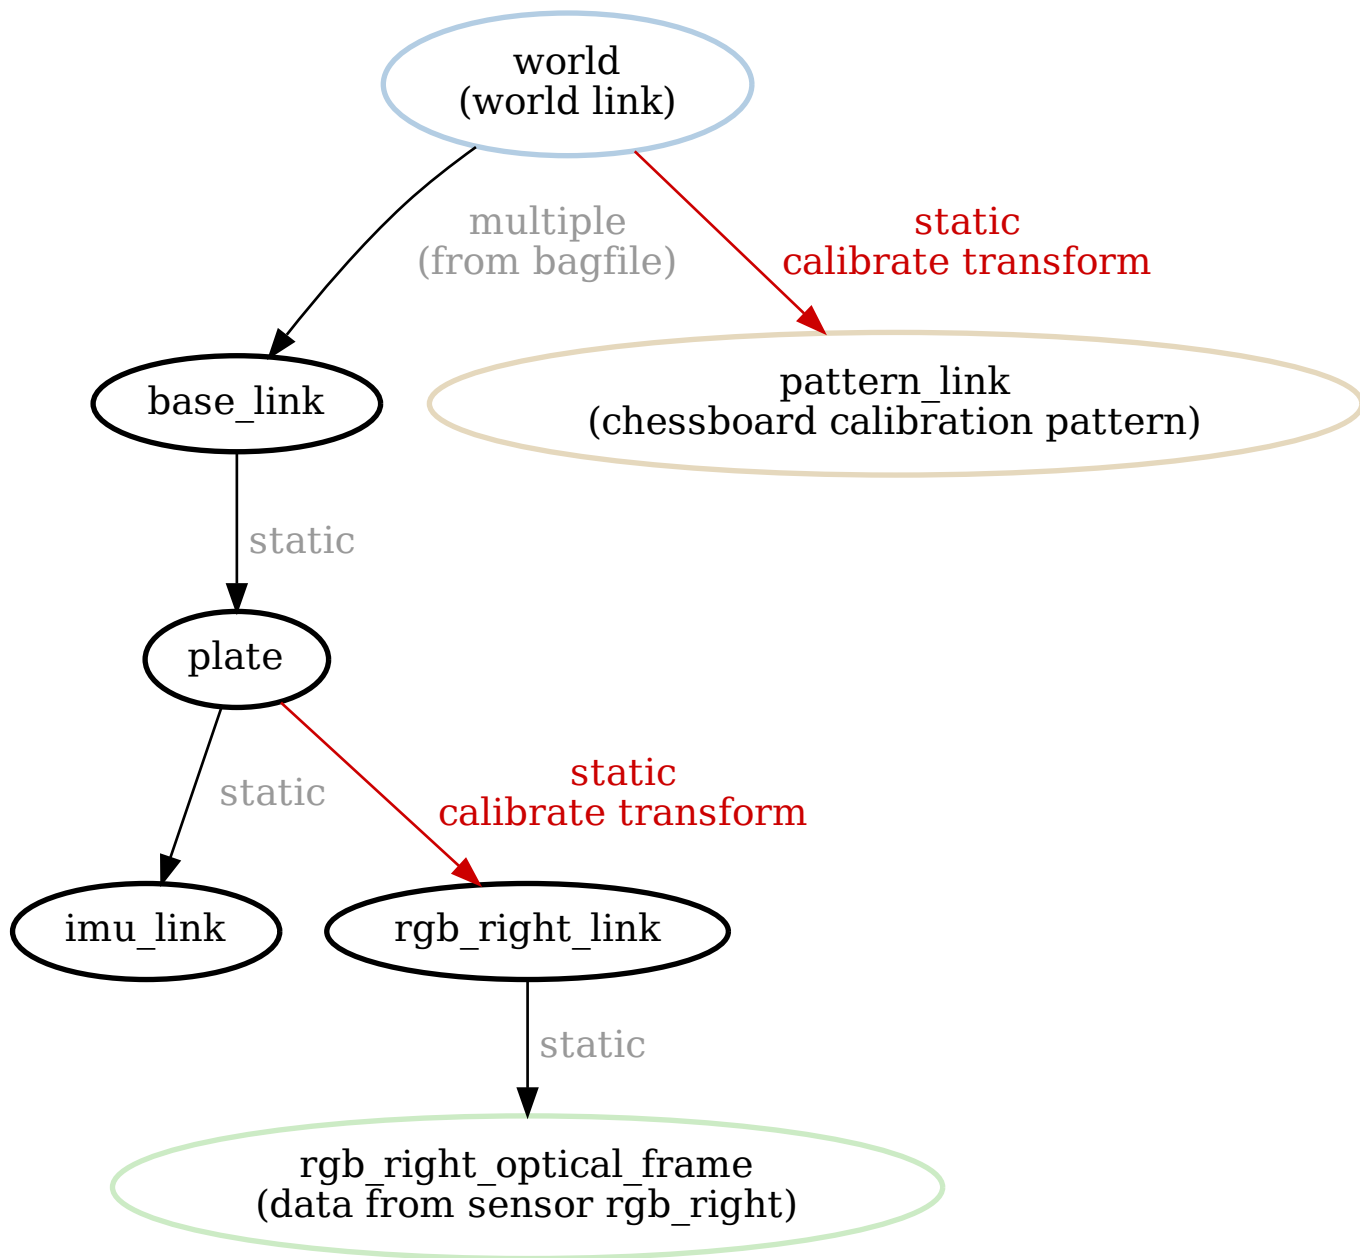 world
(world link)
multiple
(from bagfile)
static
calibrate transform
base_link
pattern_link
(chessboard calibration pattern)
static
plate
static
static
calibrate transform
imu_link
rgb_right_link
static
rgb_right_optical_frame
(data from sensor rgb_right)